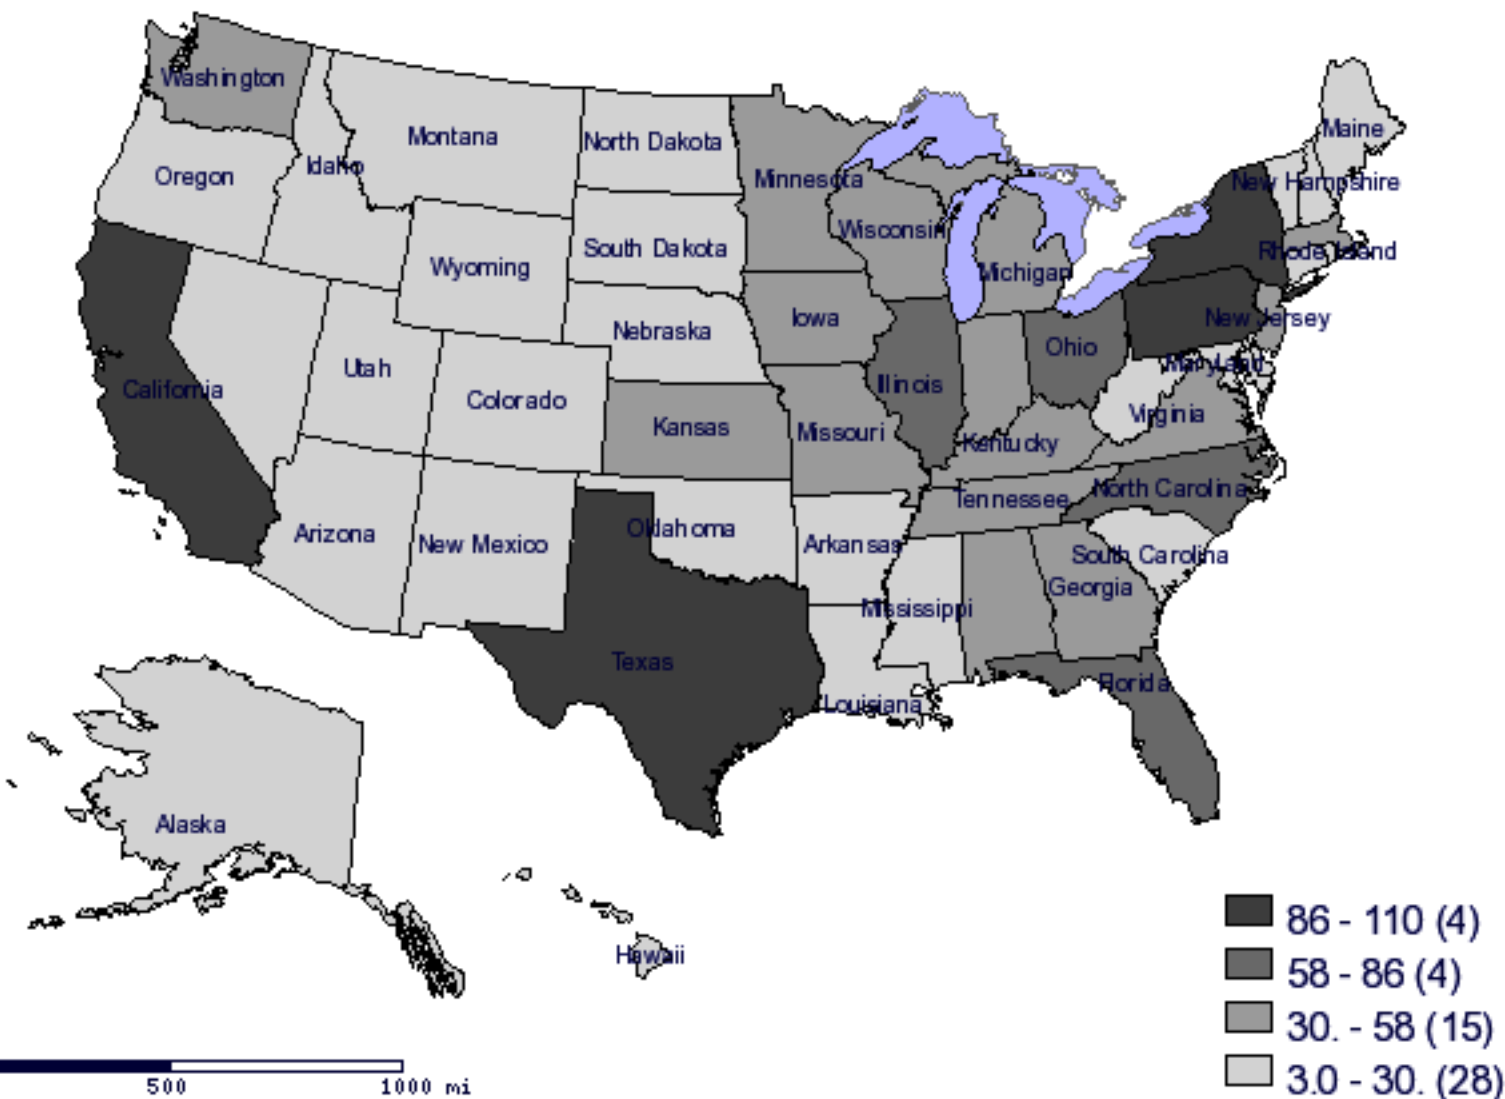 Washington
Montana
North Dakota
Minnesota
Maine
Oregon
Idaho
New Hampshire
Wisconsin
South Dakota
Rhode Island
Wyoming
Michigan
Nebraska
Iowa
New Jersey
Ohio
Utah
Maryland
California
Colorado
Illinois
Kansas
Missouri
Virginia
Kentucky
Tennessee
North Carolina
Arizona
New Mexico
Oklahoma
Arkansas
South Carolina
Georgia
Mississippi
Texas
Florida
Louisiana
Alaska
Hawaii
86 - 110 (4)
58 - 86 (4)
30. - 58 (15)
3.0 - 30. (28)
500 1000 mi